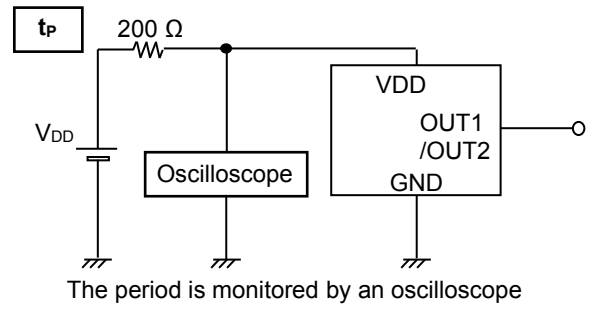 tP
200 Ω
VDD
VDD
OUT1
/OUT2
Oscilloscope
GND
The period is monitored by an oscilloscope